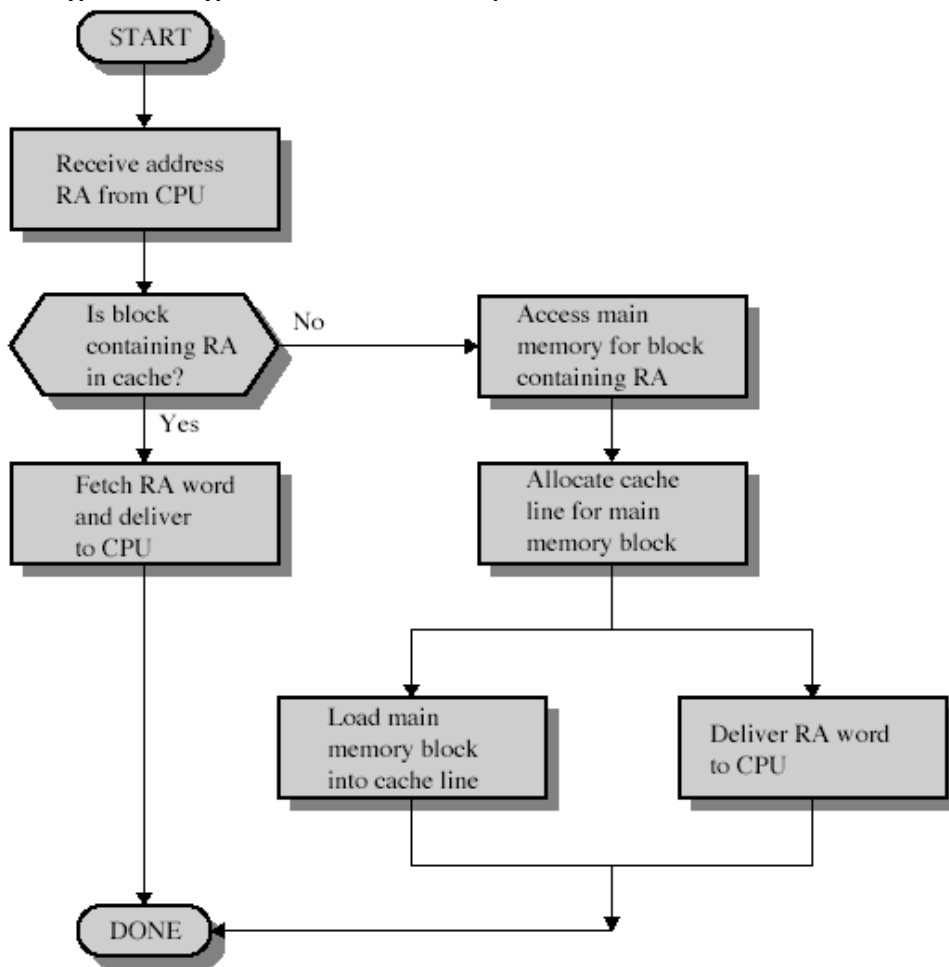 START
Receive address
RA from CPU
Is block
containing RA
in cache?
No
Access main
memory for block
containing RA
Yes
Fetch RA word
and deliver
to CPU
Allocate cache
line for main
memory block
Load main
memory block
into cache line
Deliver RA word
to CPU
DONE